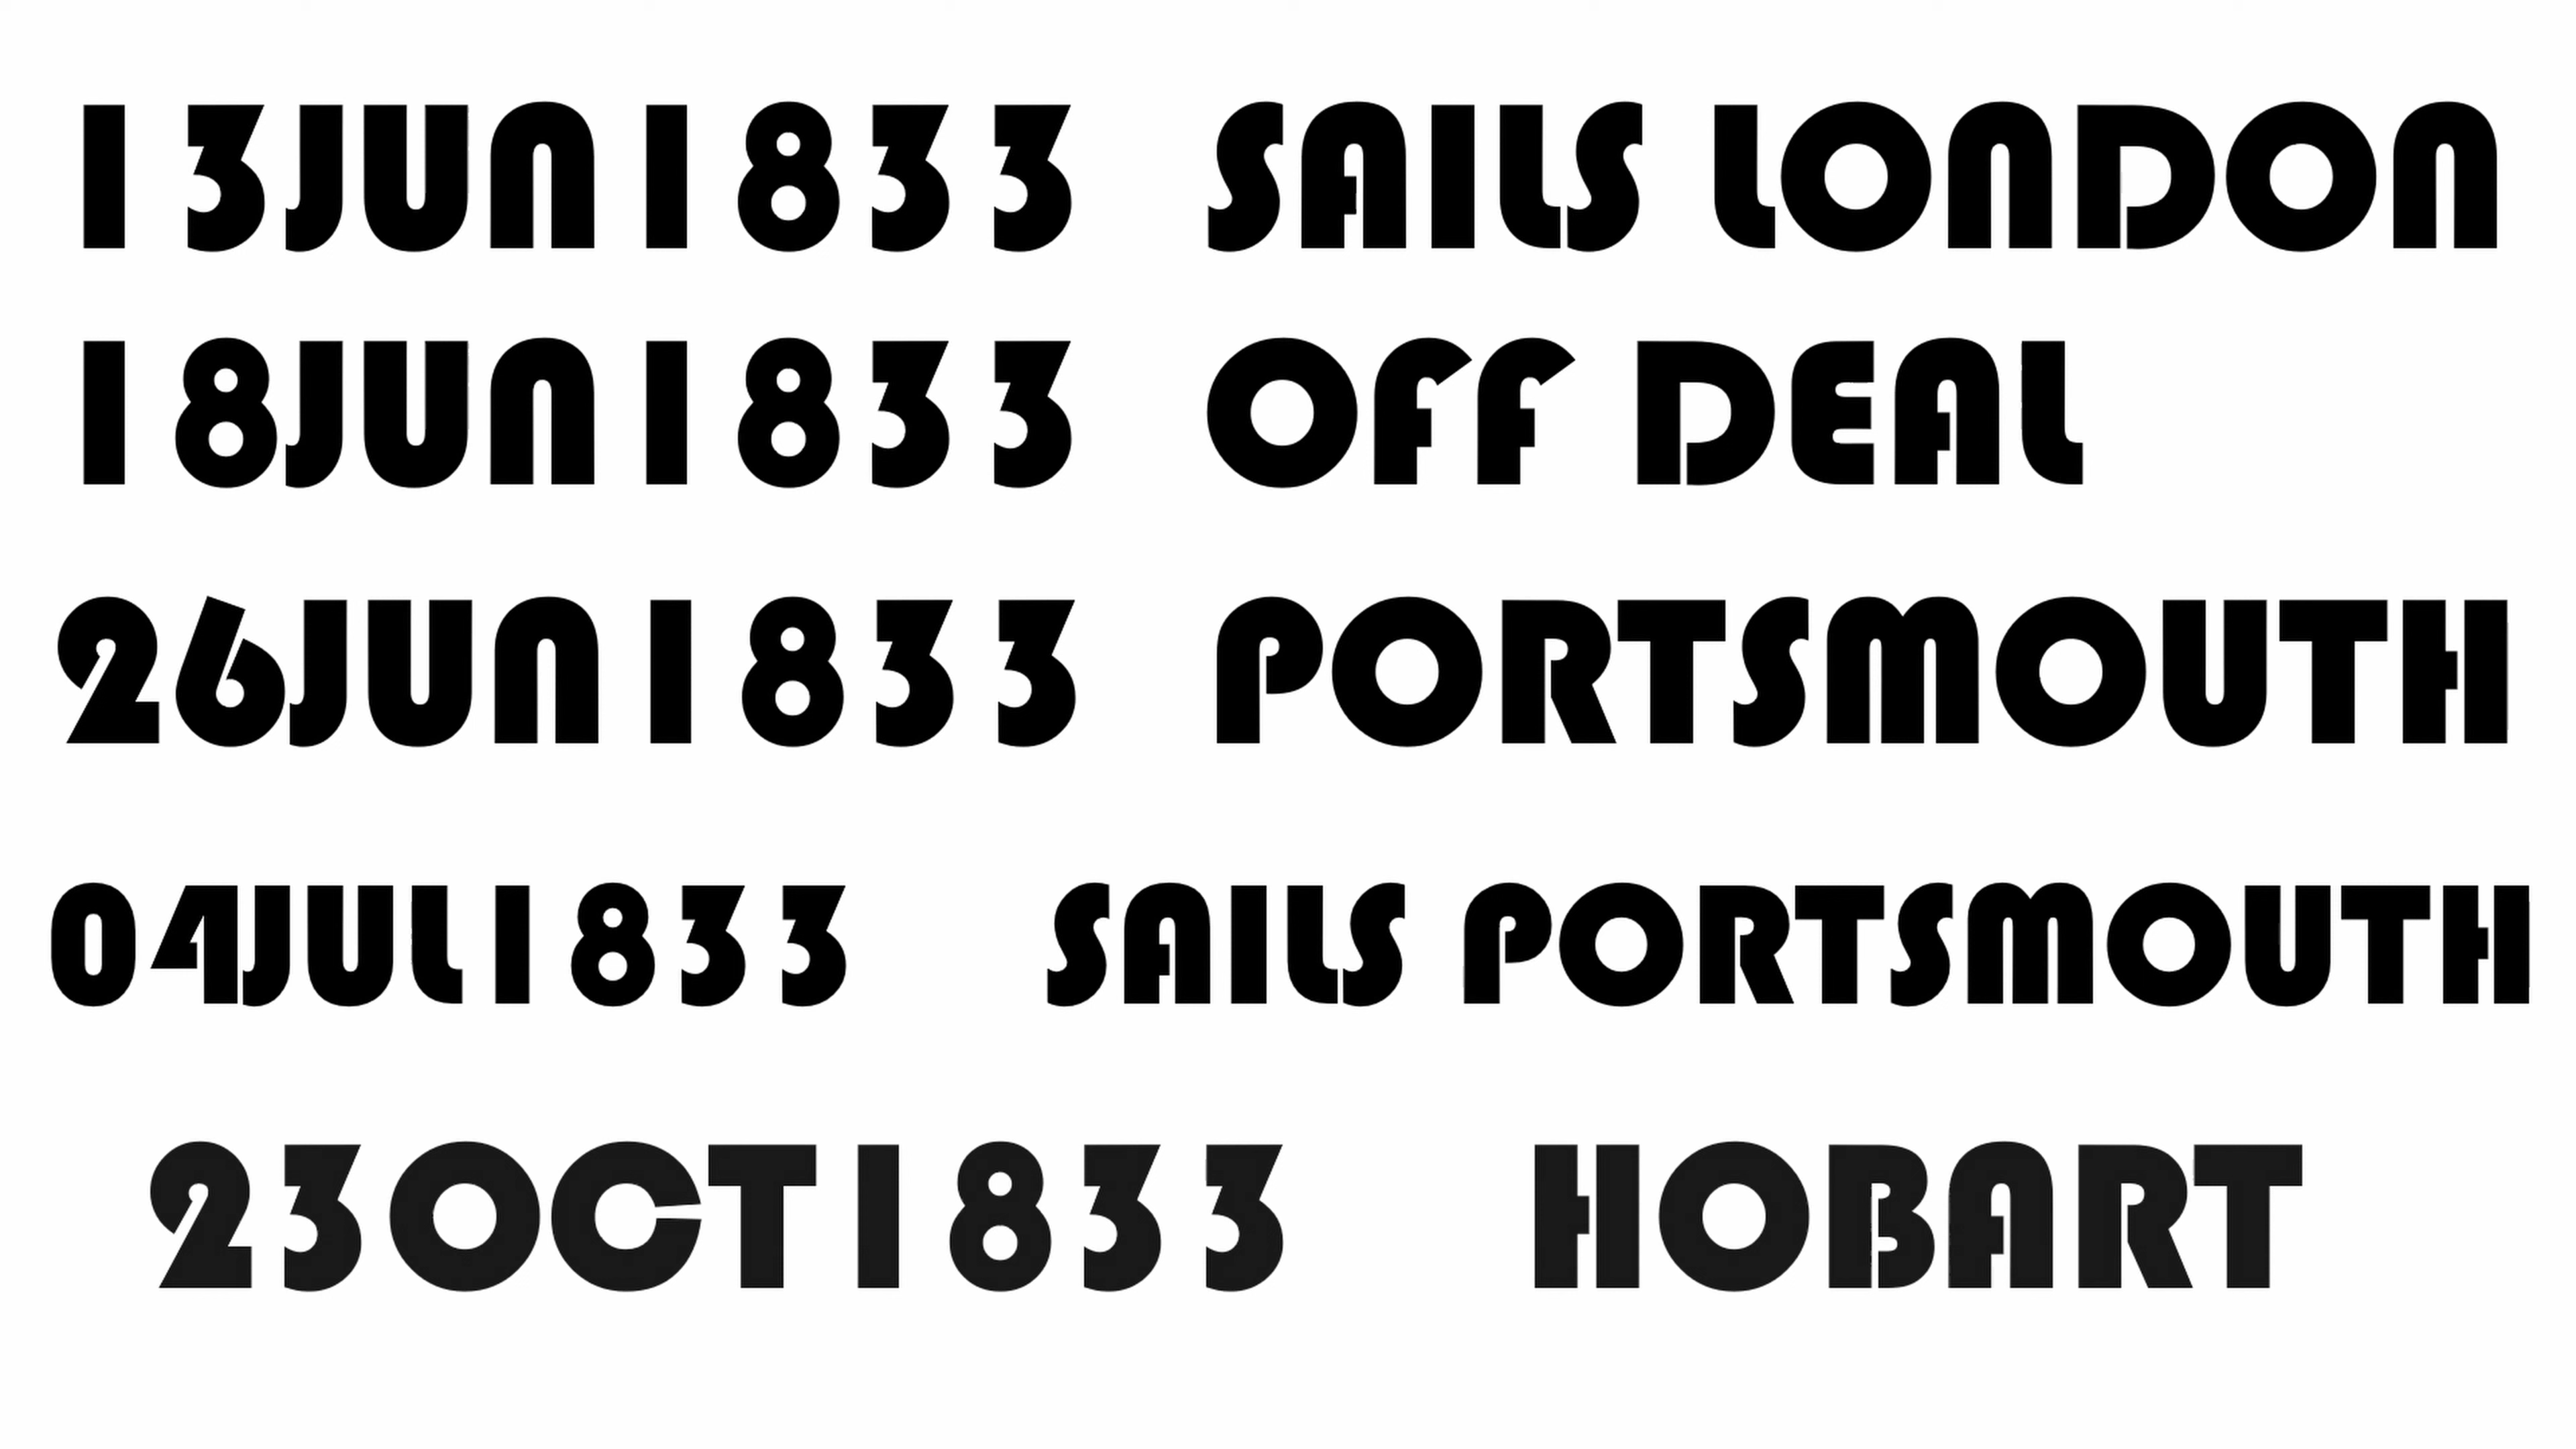 13JUN1833 SAILS LONDON
18JUN1833 OFF DEAL
26JUN1833 PORTSMOUTH
04JUL1833 SAILS PORTSMOUTH
23OCT1833 HOBART